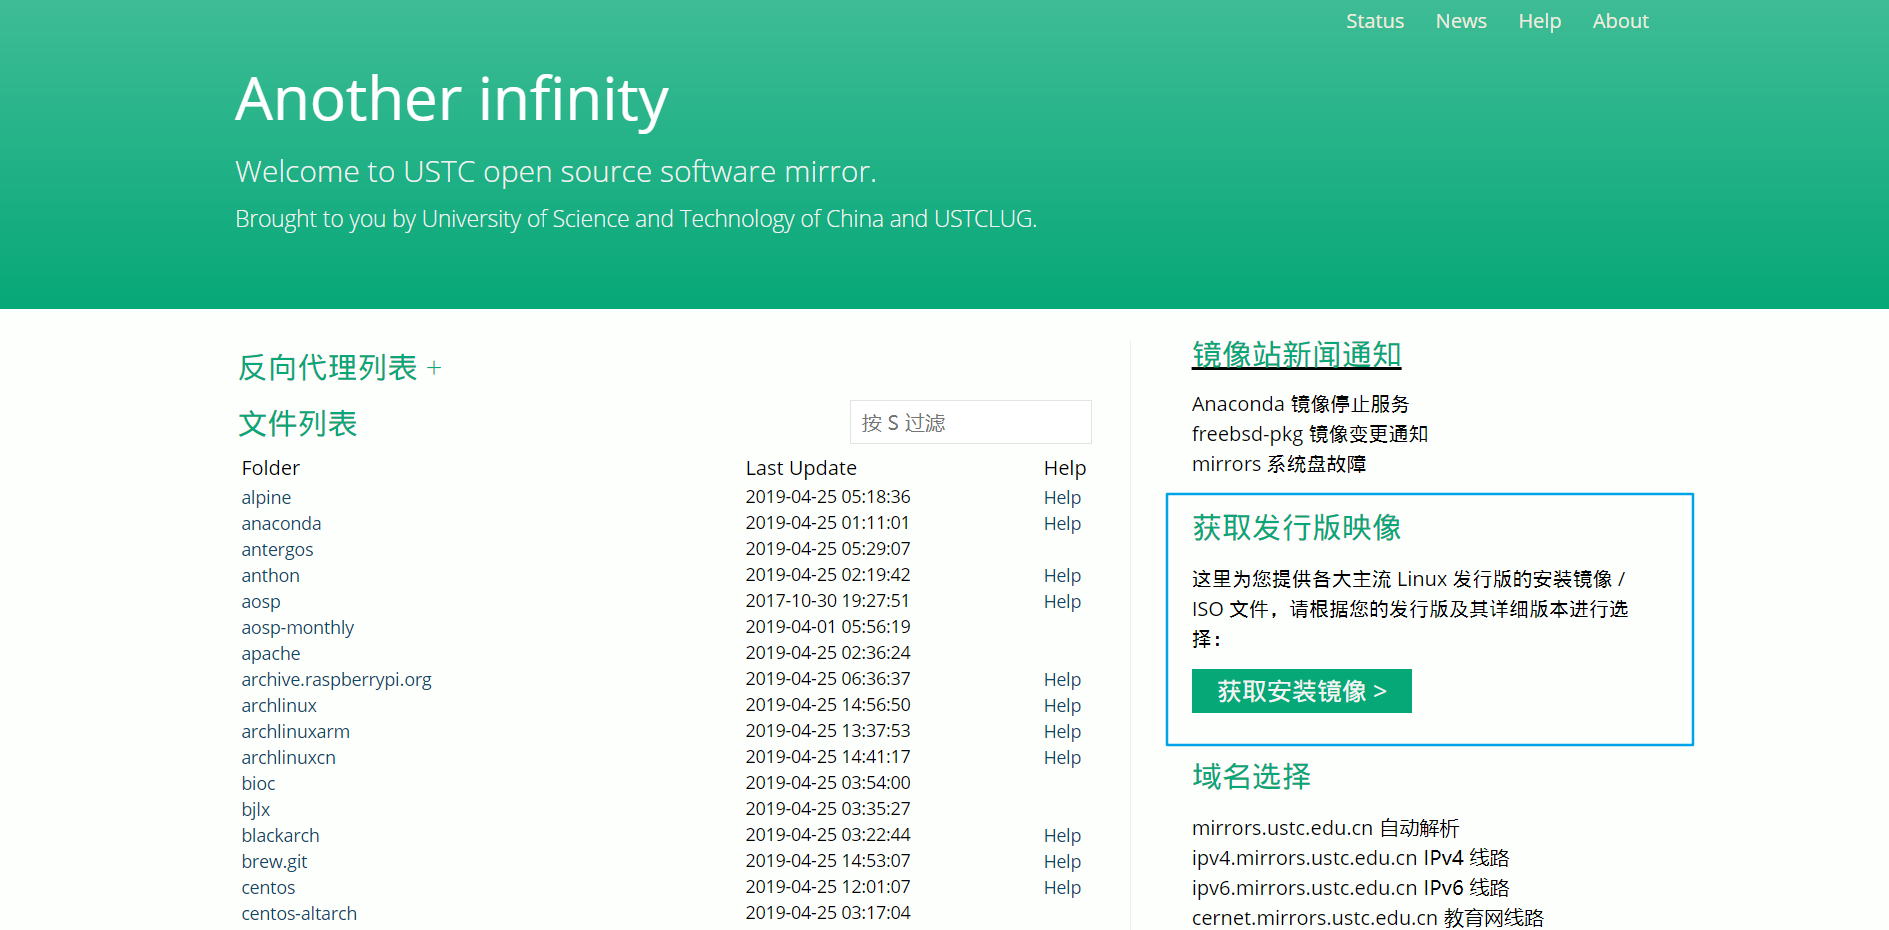 Status News Help About
Another infinity
Welcome to USTC open source software mirror.
Brought to you by University of Science and Technology of China and USTCLUG.
反向代理列表 +
文件列表
按 S 过滤
Folder Last Update Help
alpine 2019-04-25 05:18:36 Help
anaconda 2019-04-25 01:11:01 Help
antergos 2019-04-25 05:29:07
anthon 2019-04-25 02:19:42 Help
aosp 2017-10-30 19:27:51 Help
aosp-monthly 2019-04-01 05:56:19
apache 2019-04-25 02:36:24
archive.raspberrypi.org 2019-04-25 06:36:37 Help
archlinux 2019-04-25 14:56:50 Help
archlinuxarm 2019-04-25 13:37:53 Help
archlinuxcn 2019-04-25 14:41:17 Help
bioc 2019-04-25 03:54:00
bjlx 2019-04-25 03:35:27
blackarch 2019-04-25 03:22:44 Help
brew.git 2019-04-25 14:53:07 Help
centos 2019-04-25 12:01:07 Help
centos-altarch 2019-04-25 03:17:04
镜像站新闻通知
Anaconda 镜像停止服务
freebsd-pkg 镜像变更通知
mirrors 系统盘故障
获取发行版映像
这里为您提供各大主流 Linux 发行版的安装镜像 /
ISO 文件，请根据您的发行版及其详细版本进行选
择：
获取安装镜像 >
域名选择
mirrors.ustc.edu.cn 自动解析
ipv4.mirrors.ustc.edu.cn IPv4 线路
ipv6.mirrors.ustc.edu.cn IPv6 线路
cernet.mirrors.ustc.edu.cn 教育网线路